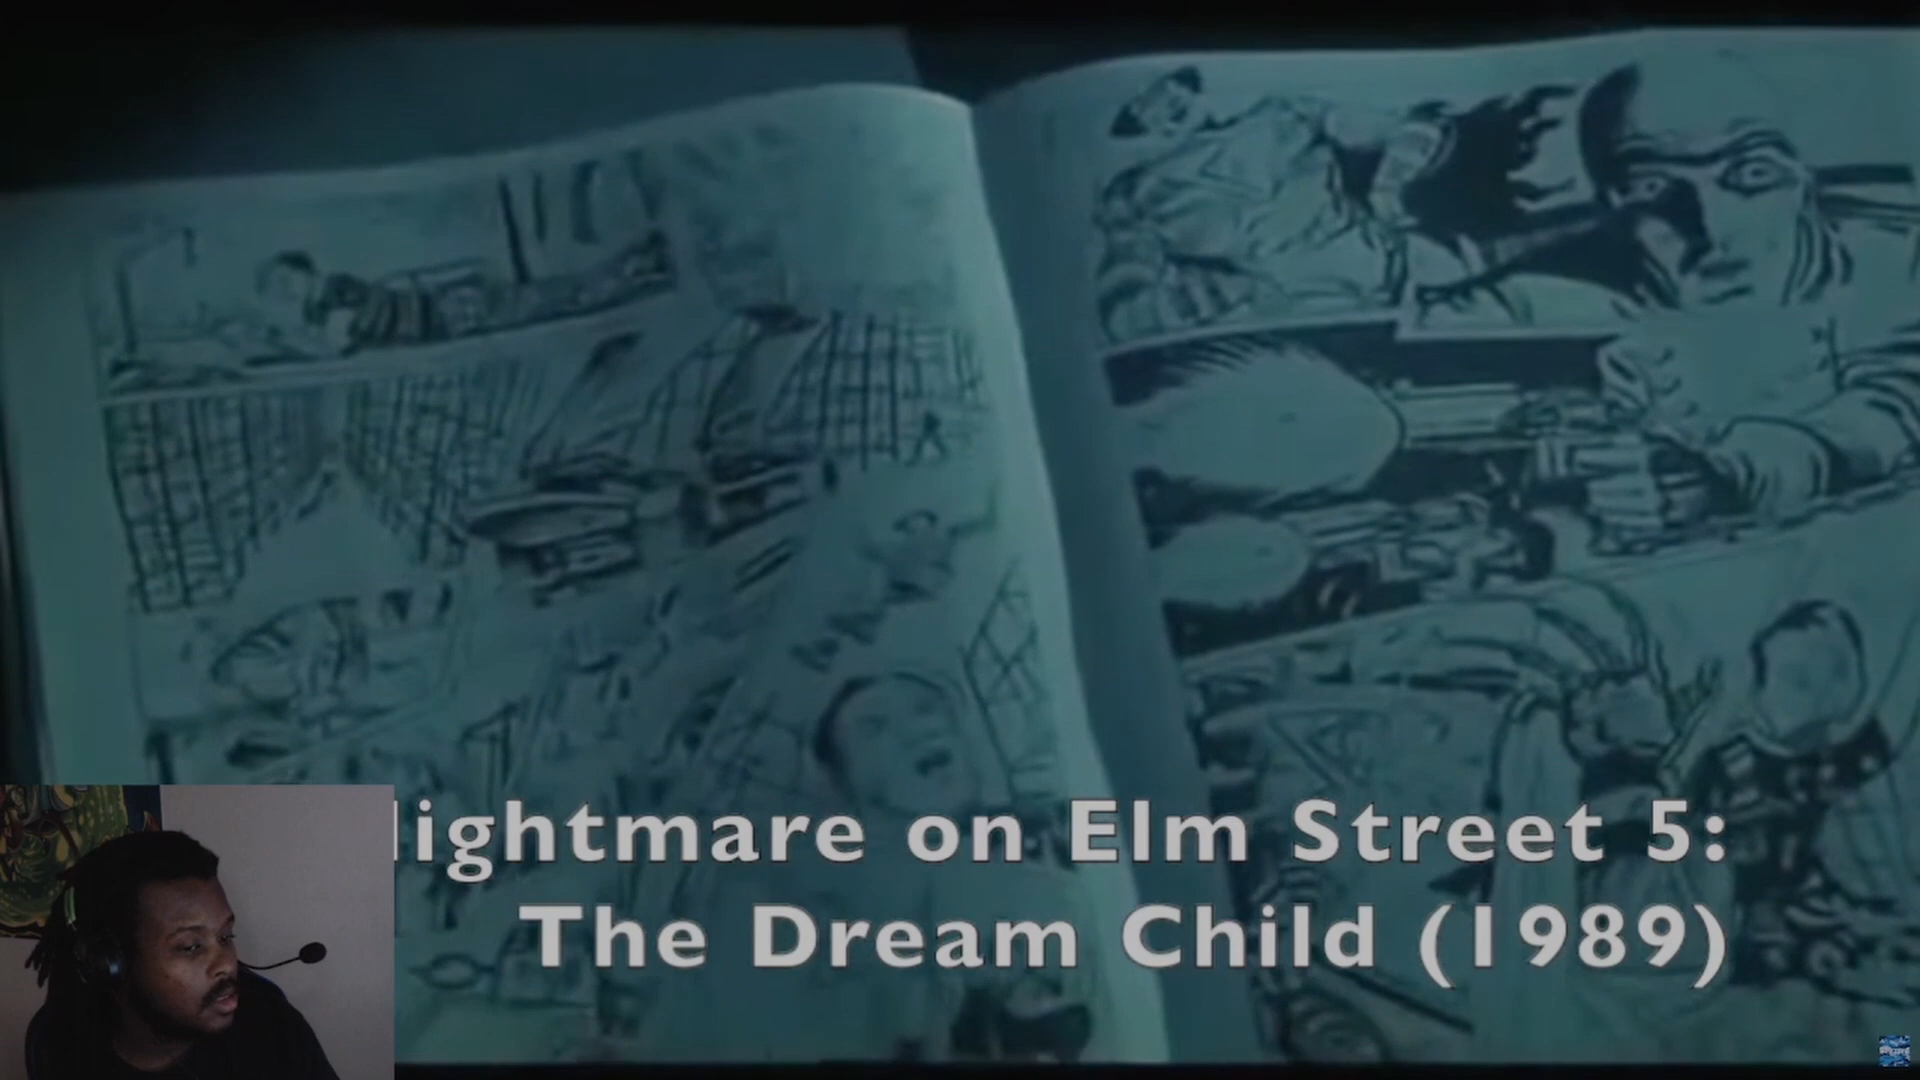 lightmare on Elm Street 5:
The Dream Child (1989)